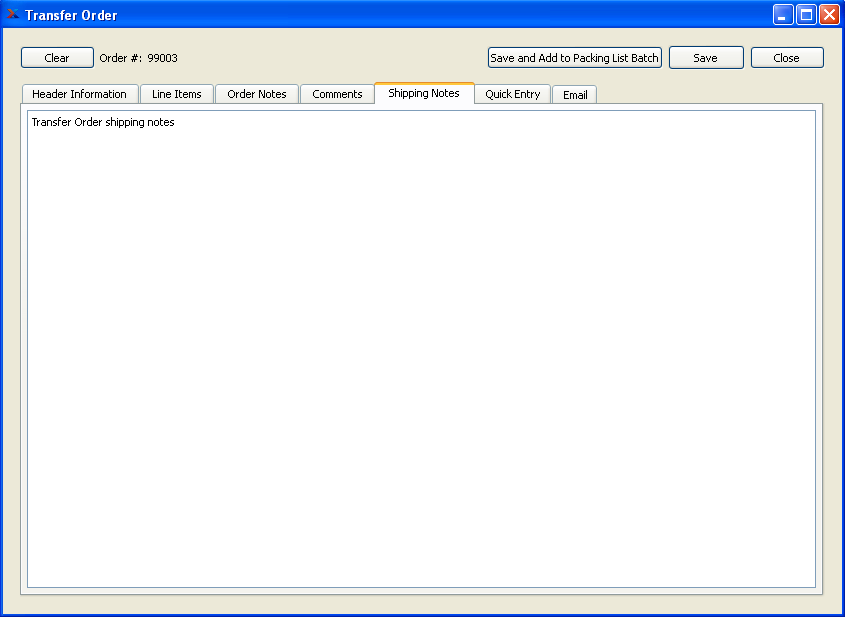 Transfer Order
Clear Order #: 99003 Save and Add to Packing List Batch Save Close
Header Information Line Items Order Notes Comments Shipping Notes Quick Entry Email
Transfer Order shipping notes